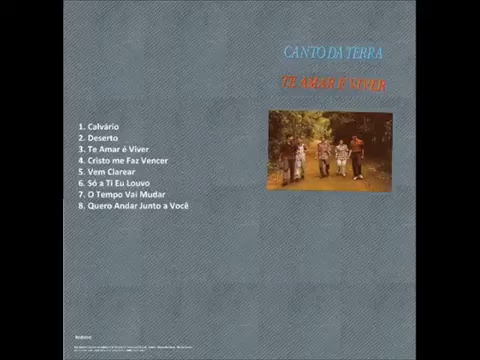 CANTO DA TERRA
TE AMAR É VIVER
1. Calvário
2. Deserto
3. Te Amar é Viver
4. Cristo me Faz Vencer
5. Vem Clarear
6. Só a Ti Eu Louvo
7. O Tempo Vai Mudar
8. Quero Andar Junto a Você